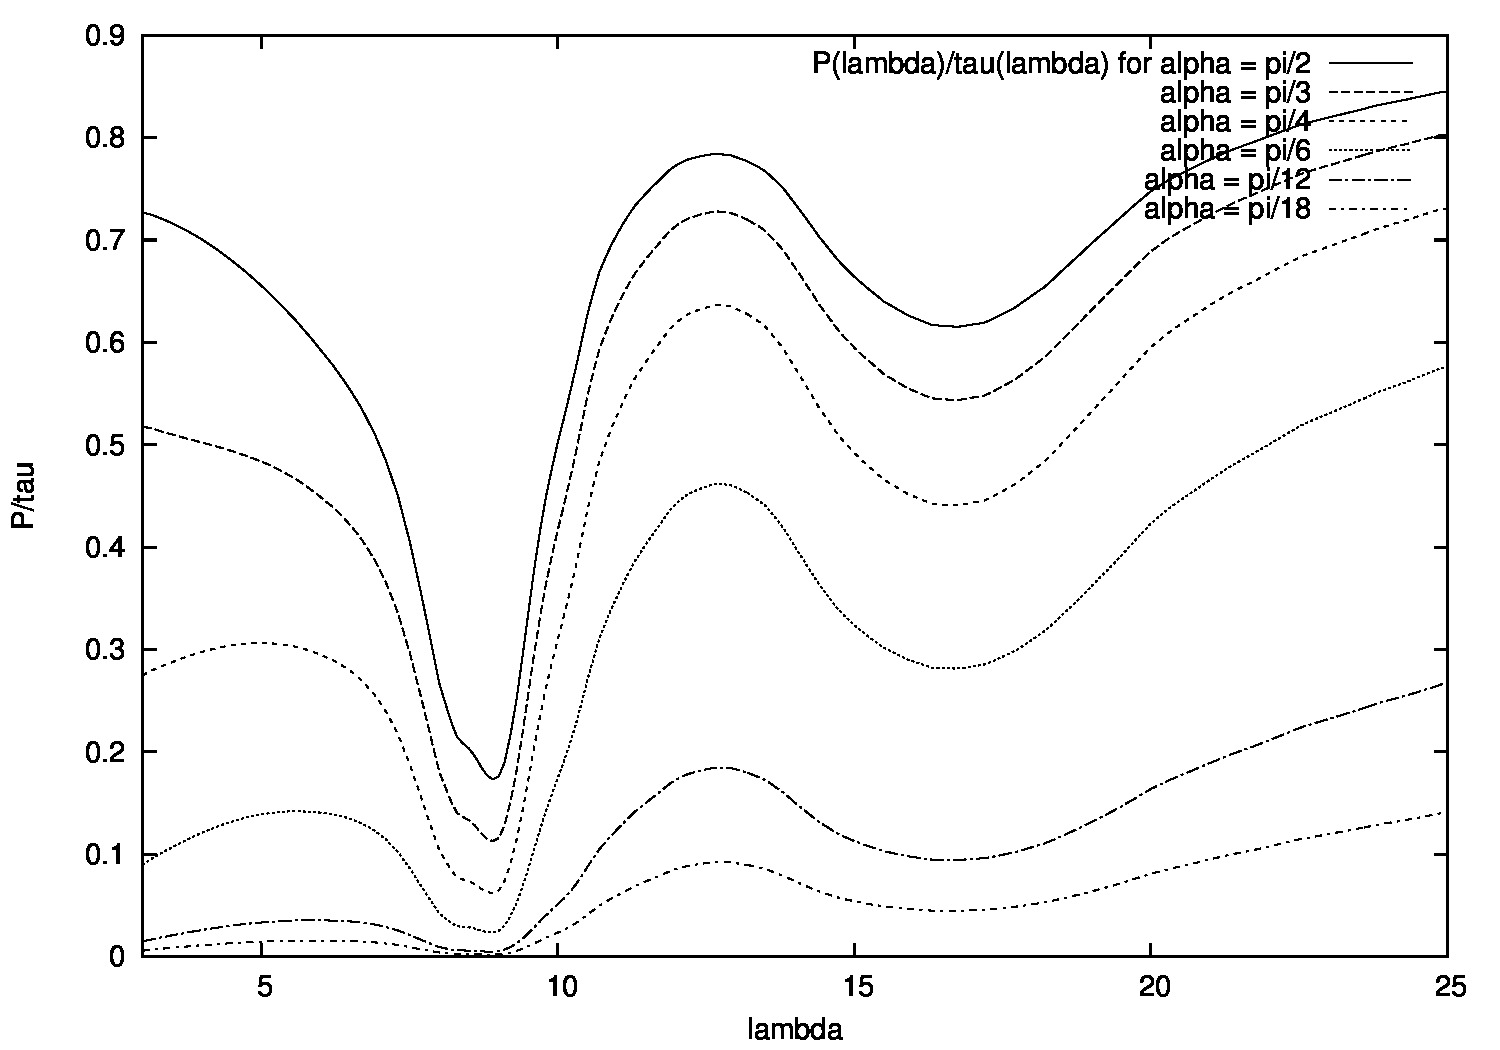 0.9
0.8
0.7
0.6
0.5
0.4
0.3
0.2
0.1
0
P/tau
P(lambda)/tau(lambda) for alpha = pi/2
alpha = pi/3
alpha = pi/4
alpha = pi/6
alpha = pi/12
alpha = pi/18
5 10 15 20 25
lambda